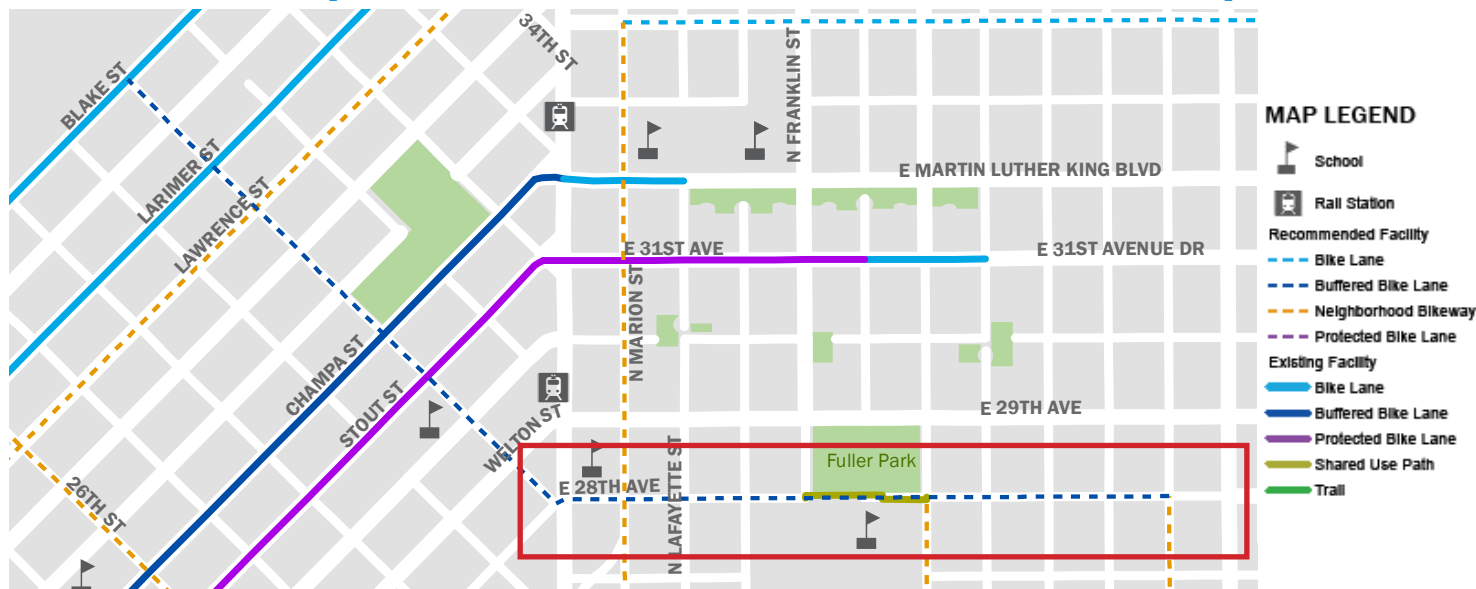 34TH ST
BLAKE ST
N FRANKLIN ST
LARIMER ST
E MARTIN LUTHER KING BLVD
LAWRENCE ST
E 31ST AVE
E 31ST AVENUE DR
N MARION ST
CHAMPA ST
STOUT ST
E 29TH AVE
WELTON ST
Fuller Park
26TH ST
E 28TH AVE
N LAFAYETTE ST
MAP LEGEND
School
Rail Station
Recommended Facility
Bike Lane
Buffered Bike Lane
Neighborhood Bikeway
Protected Bike Lane
Existing Facility
Bike Lane
Buffered Bike Lane
Protected Bike Lane
Shared Use Path
Trail